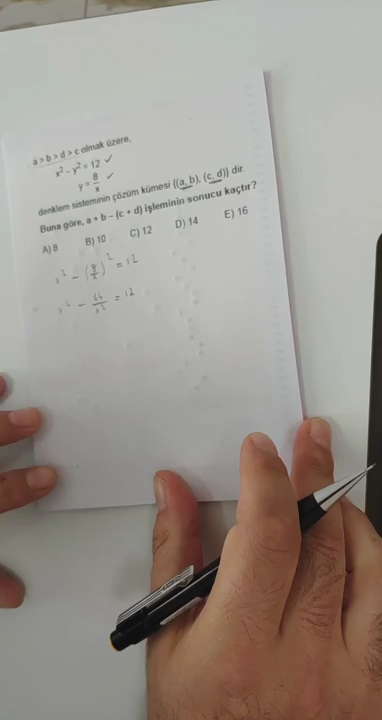 a > b > d > c olmak üzere,
x² - y² = 12 ✓
y = 8/x ✓
denklem sisteminin çözüm kümesi {(a, b), (c, d)} dir.
Buna göre, a + b – (c + d) işleminin sonucu kaçtır?
A) 8 B) 10 C) 12 D) 14 E) 16
x² - (8/x)² = 12
x² - 64/x² = 12